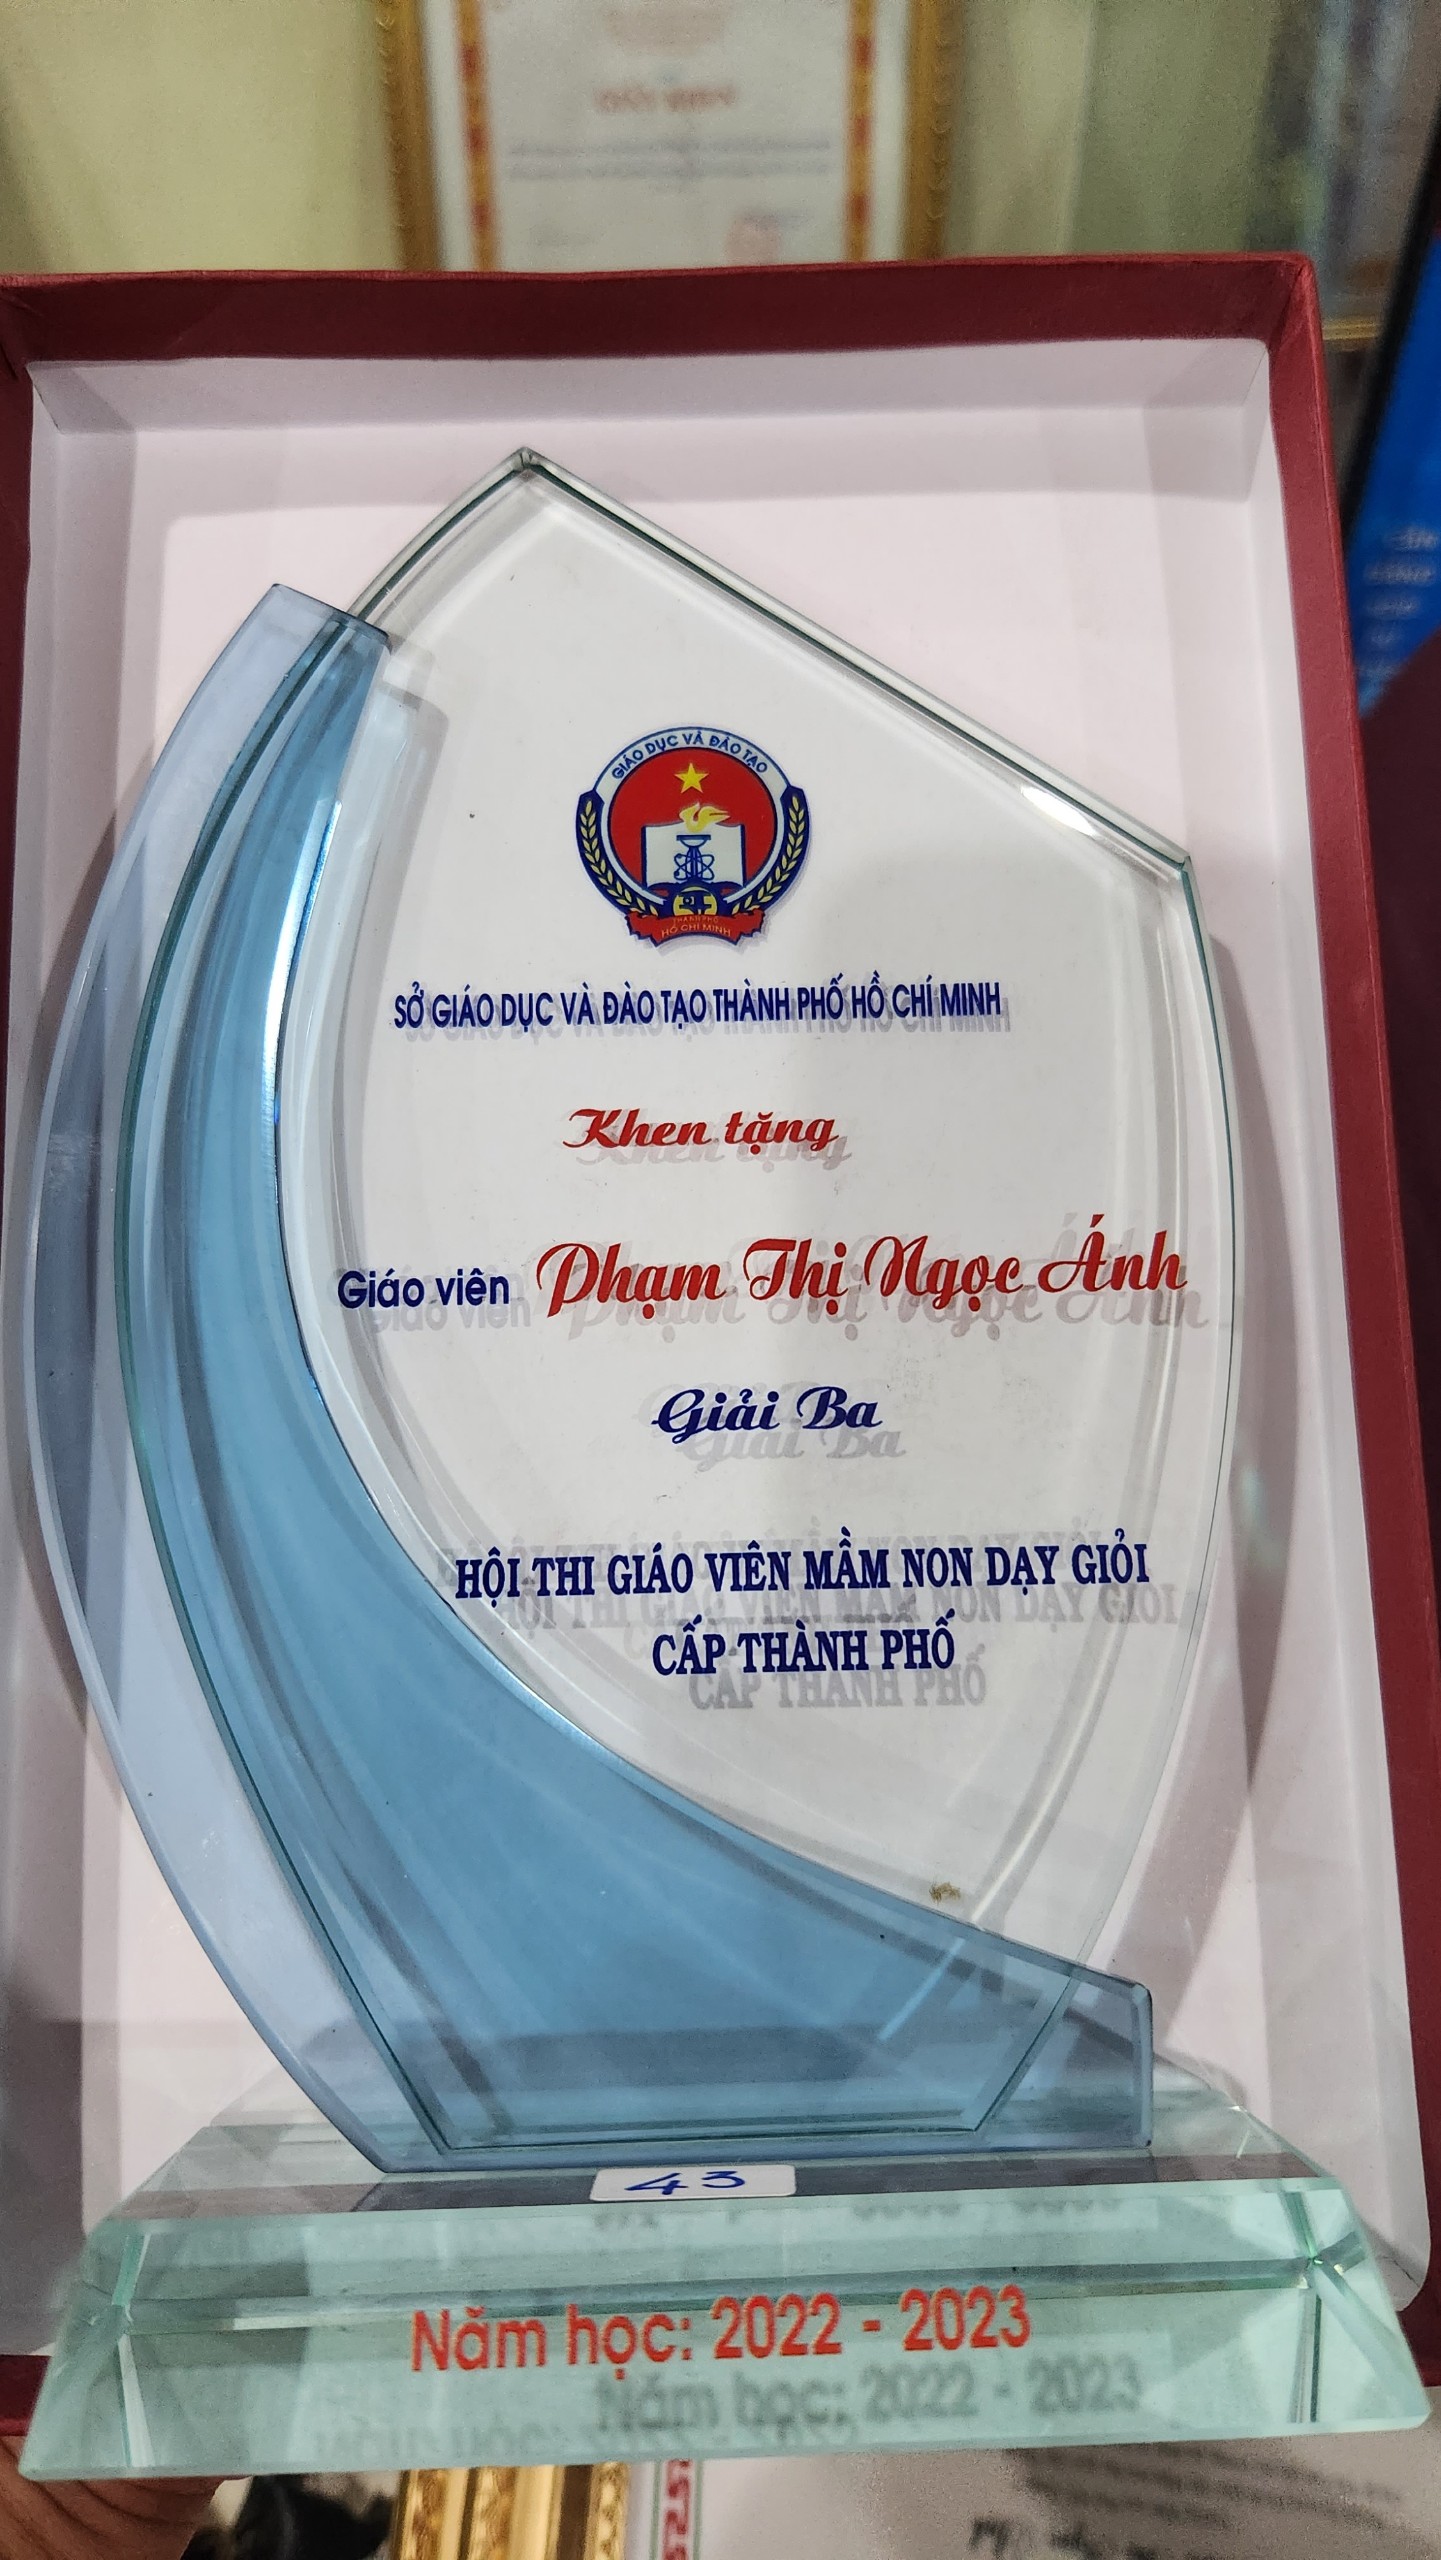 GIÁO DỤC VÀ ĐÀO TẠO
THÀNH PHỐ
HỒ CHÍ MINH
SỞ GIÁO DỤC VÀ ĐÀO TẠO THÀNH PHỐ HỒ CHÍ MINH
Khen tặng
Giáo viên Phạm Thị Ngọc Ánh
Giải Ba
HỘI THI GIÁO VIÊN MẦM NON DẠY GIỎI
CẤP THÀNH PHỐ
43
Năm học: 2022 - 2023